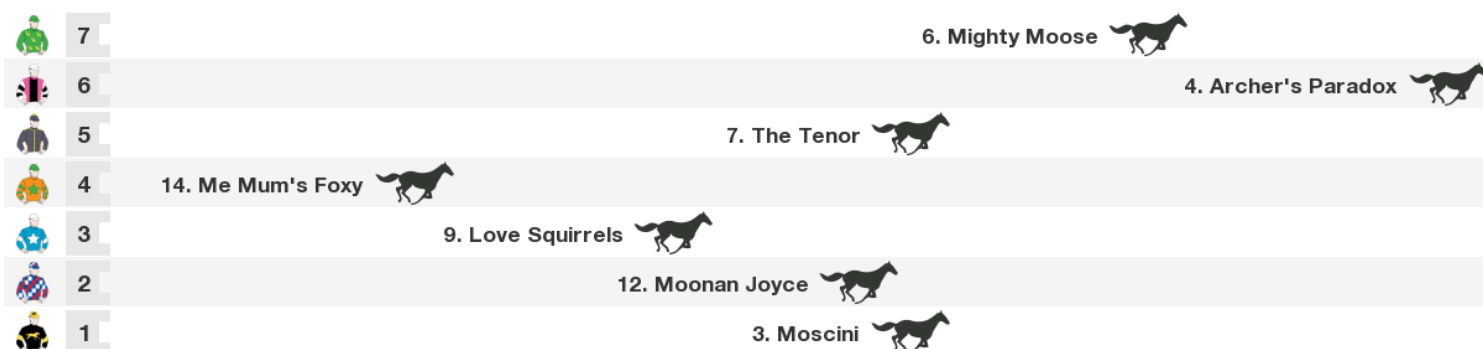 7 6. Mighty Moose
6 4. Archer's Paradox
5 7. The Tenor
4 14. Me Mum's Foxy
3 9. Love Squirrels
2 12. Moonan Joyce
1 3. Moscini